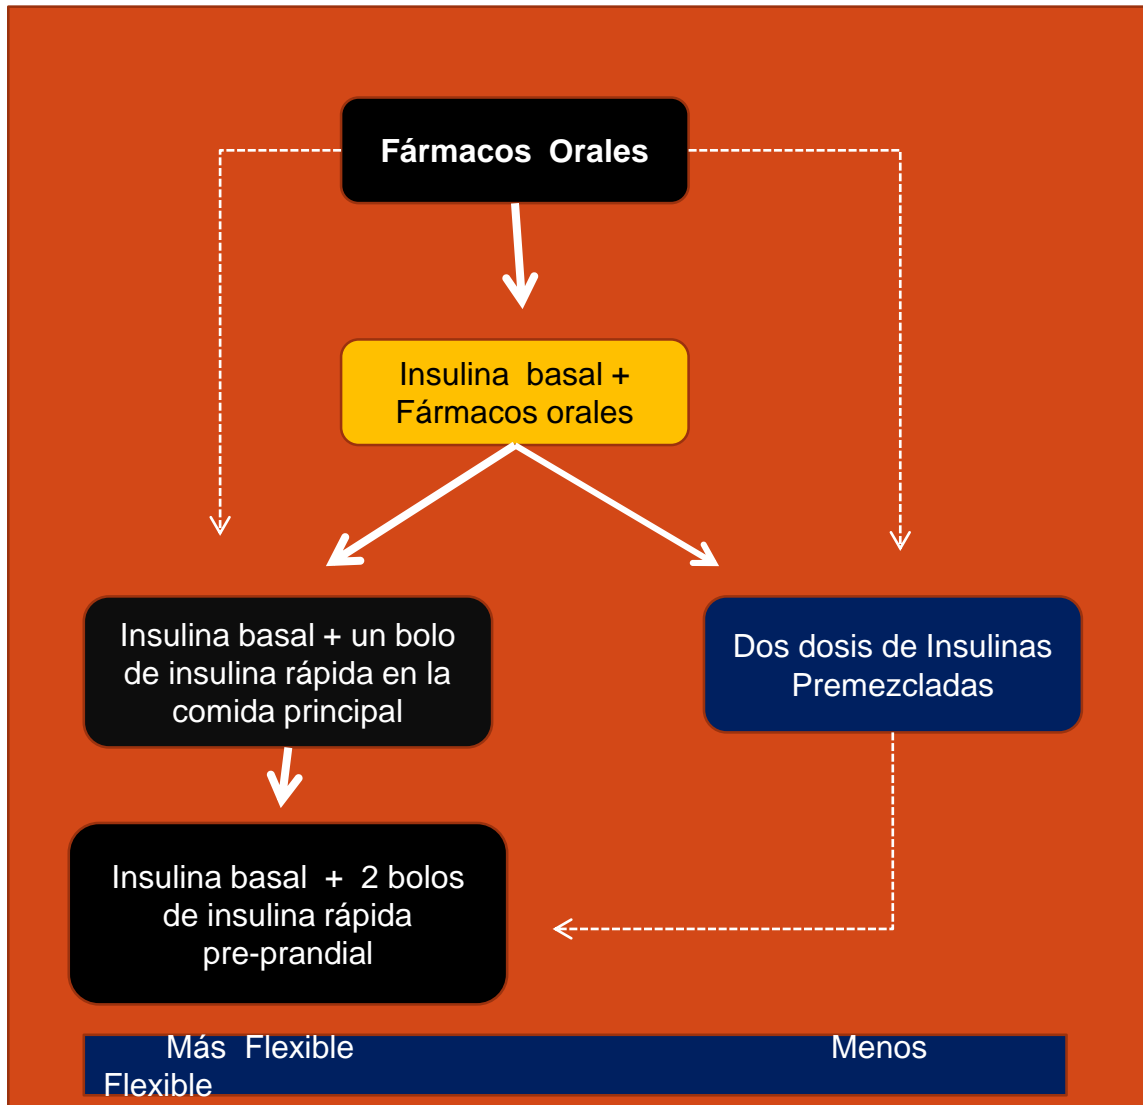 Fármacos Orales
Insulina basal +
Fármacos orales
Insulina basal + un bolo
de insulina rápida en la
comida principal
Dos dosis de Insulinas
Premezcladas
Insulina basal + 2 bolos
de insulina rápida
pre-prandial
Más Flexible Menos
Flexible